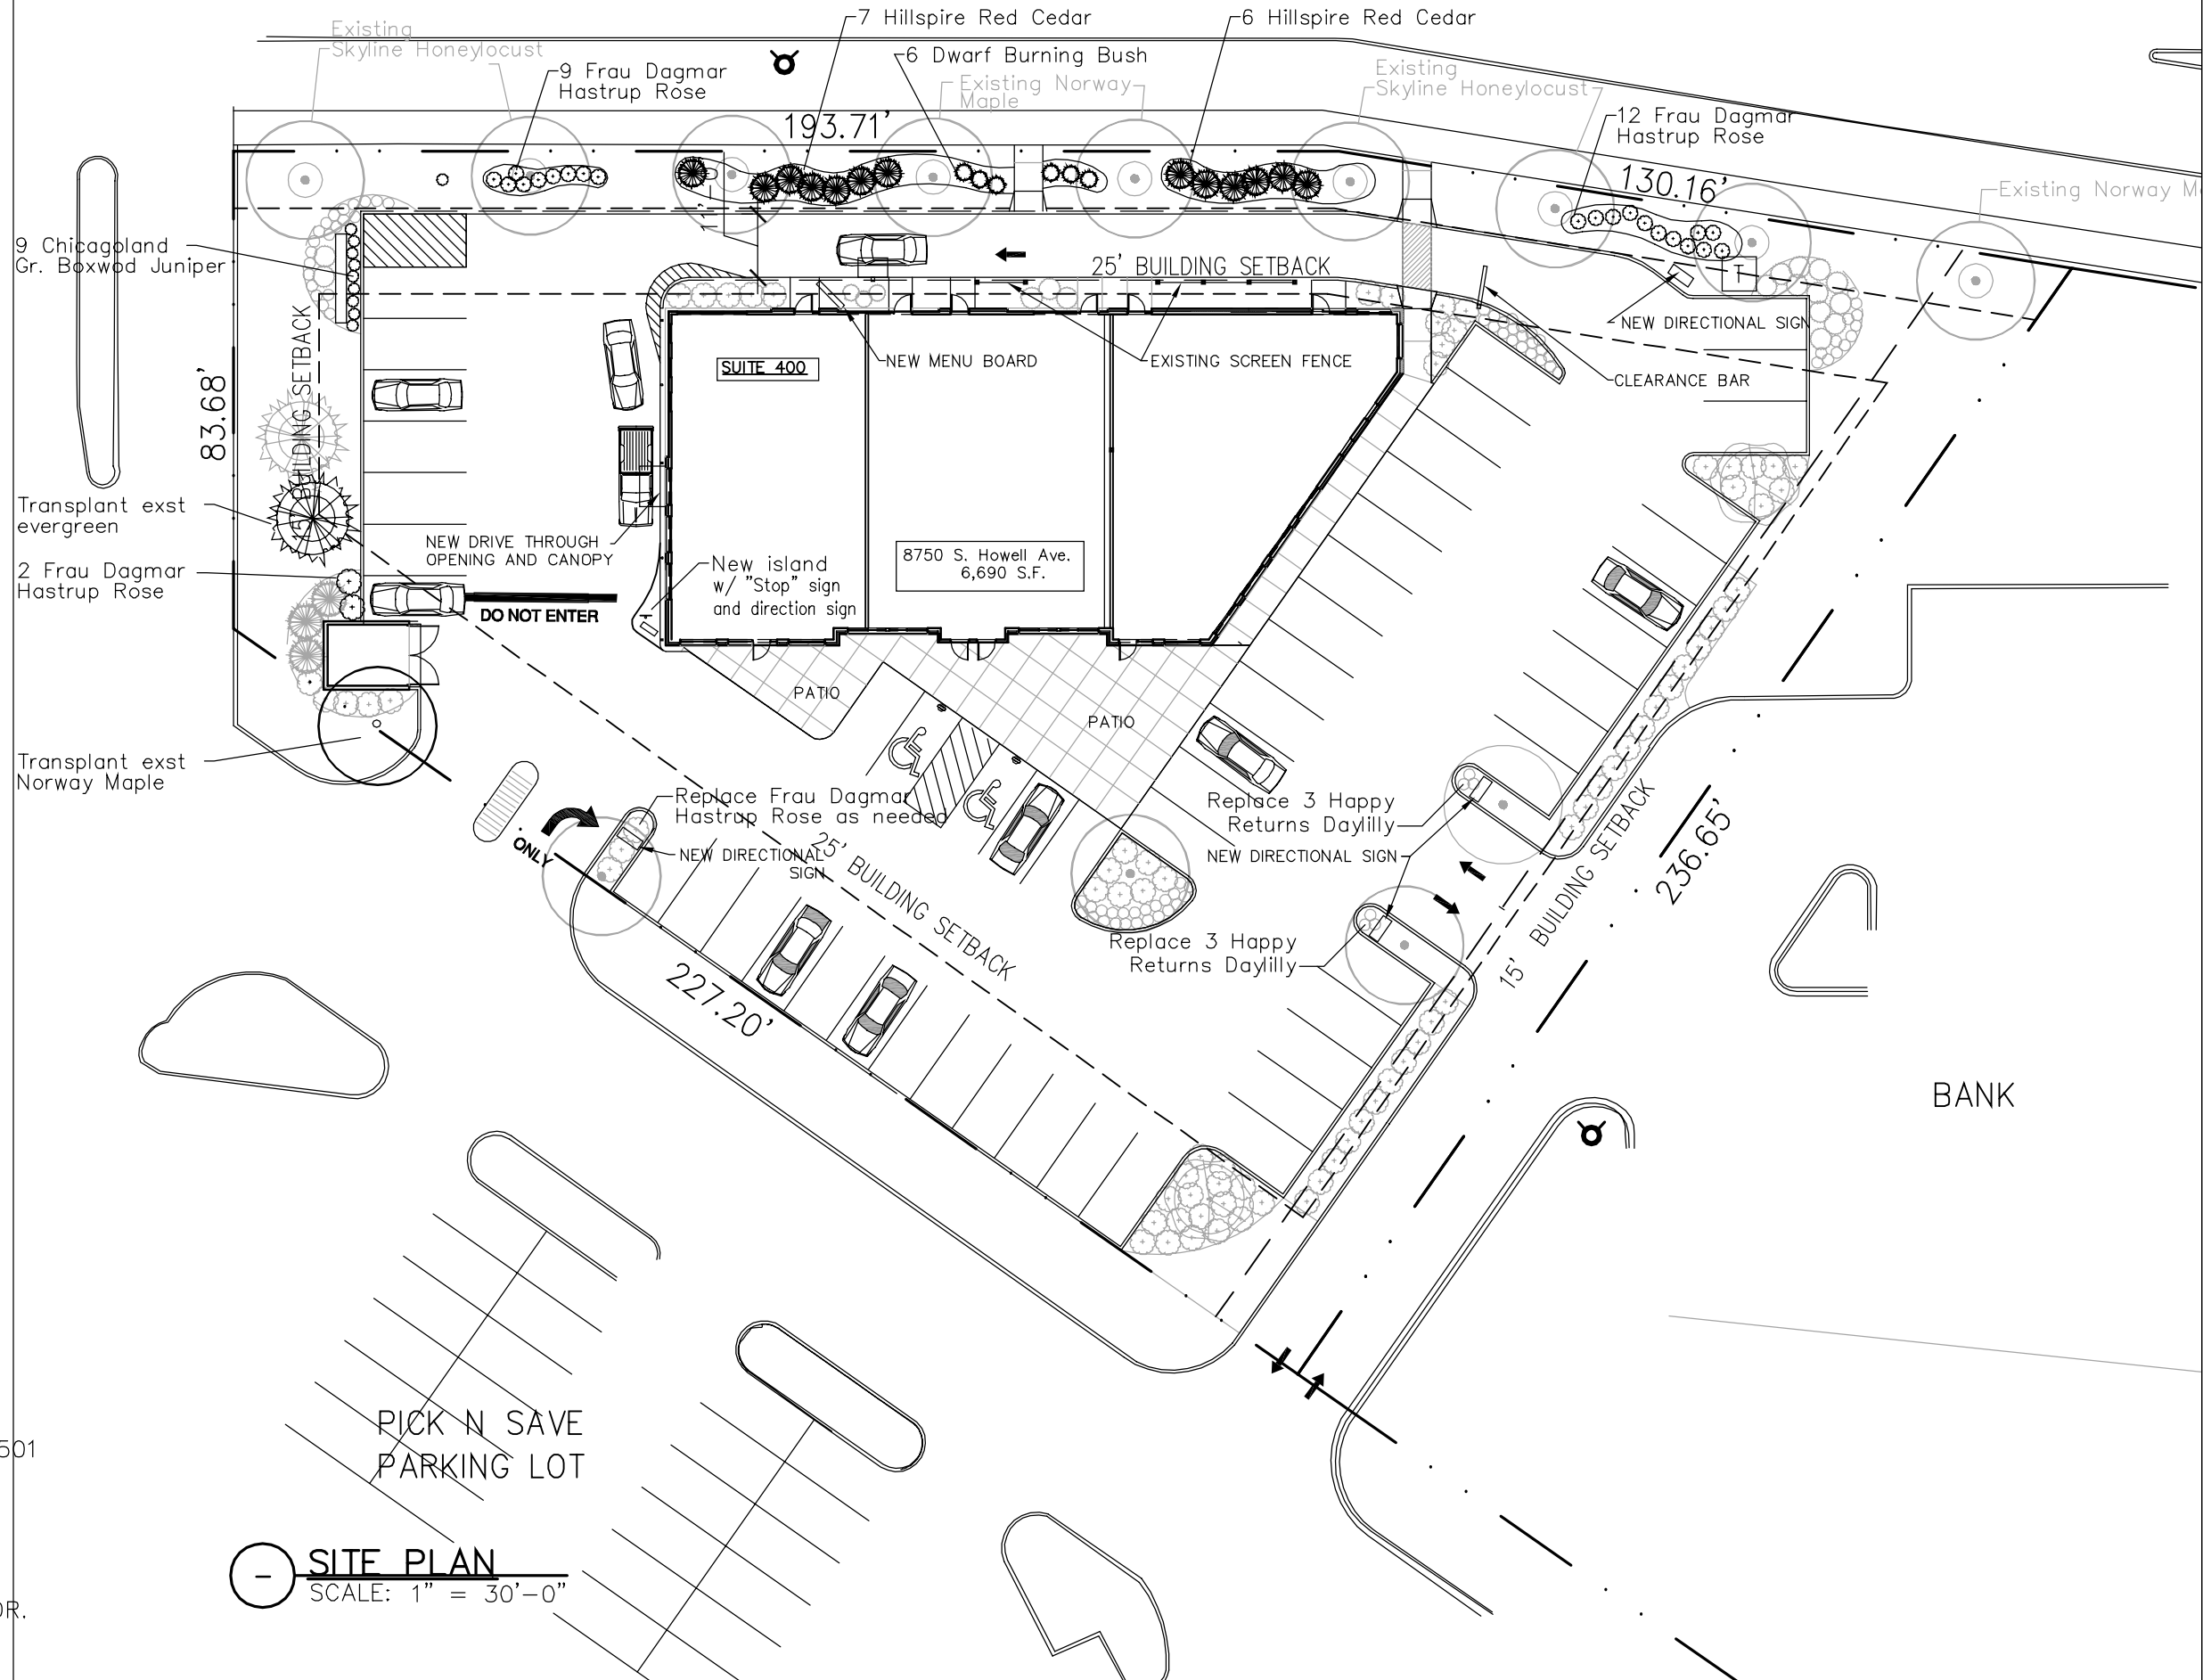 7 Hillspire Red Cedar
6 Hillspire Red Cedar
Existing
Skyline Honeylocust
6 Dwarf Burning Bush
9 Frau Dagmar
Hastrup Rose
Existing Norway
Maple
Existing
Skyline Honeylocust
12 Frau Dagmar
Hastrup Rose
193.71'
130.16'
Existing Norway M
9 Chicagoland
Gr. Boxwod Juniper
25' BUILDING SETBACK
T
NEW DIRECTIONAL SIGN
SUITE 400
NEW MENU BOARD
EXISTING SCREEN FENCE
CLEARANCE BAR
83.68'
BUILDING SETBACK
Transplant exst
evergreen
NEW DRIVE THROUGH
OPENING AND CANOPY
8750 S. Howell Ave.
6,690 S.F.
2 Frau Dagmar
Hastrup Rose
New island
w/ "Stop" sign
and direction sign
DO NOT ENTER
PATIO
PATIO
Transplant exst
Norway Maple
Replace Frau Dagmar
Hastrup Rose as needed
ONLY
NEW DIRECTIONAL
SIGN
25' BUILDING SETBACK
Replace 3 Happy
Returns Daylilly
NEW DIRECTIONAL SIGN
Replace 3 Happy
Returns Daylilly
15' BUILDING SETBACK
236.65'
227.20'
BANK
PICK N SAVE
PARKING LOT
501
SITE PLAN
SCALE: 1" = 30'-0"
DR.